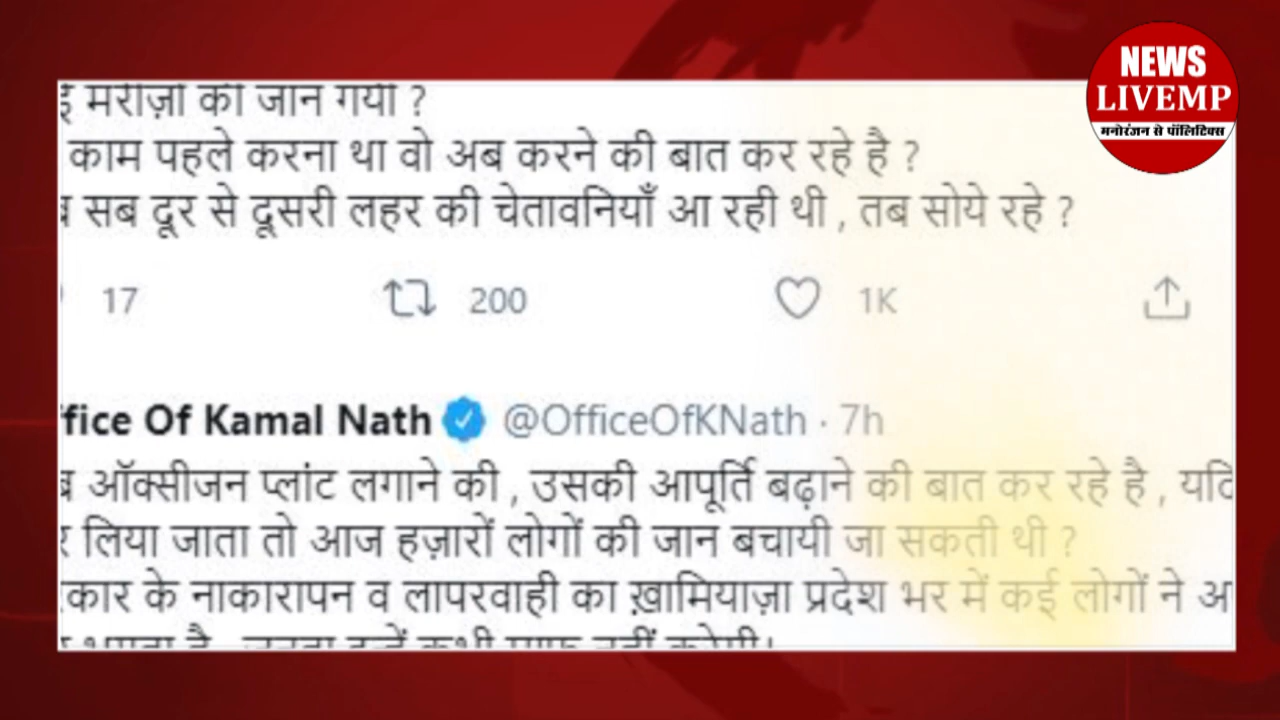 NEWS
LIVEMP
मनोरंजन से पॉलिटिक्स
मरीज़ों की जान गयी ?
काम पहले करना था वो अब करने की बात कर रहे है ?
सब दूर से दूसरी लहर की चेतावनियाँ आ रही थी , तब सोये रहे ?
17 200 1K
ffice Of Kamal Nath @OfficeOfKNath · 7h
ऑक्सीजन प्लांट लगाने की , उसकी आपूर्ति बढ़ाने की बात कर रहे है , यदि
लिया जाता तो आज हज़ारों लोगों की जान बचायी जा सकती थी ?
कार के नाकारापन व लापरवाही का ख़ामियाज़ा प्रदेश भर में कई लोगों ने अ